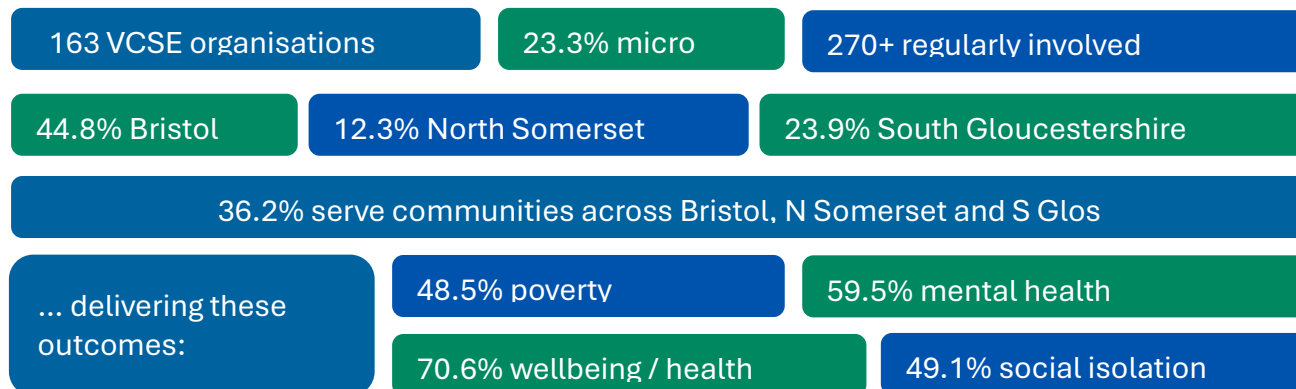 163 VCSE organisations
23.3% micro
270+ regularly involved
44.8% Bristol
12.3% North Somerset
23.9% South Gloucestershire
36.2% serve communities across Bristol, N Somerset and S Glos
... delivering these
outcomes:
48.5% poverty
59.5% mental health
70.6% wellbeing / health
49.1% social isolation